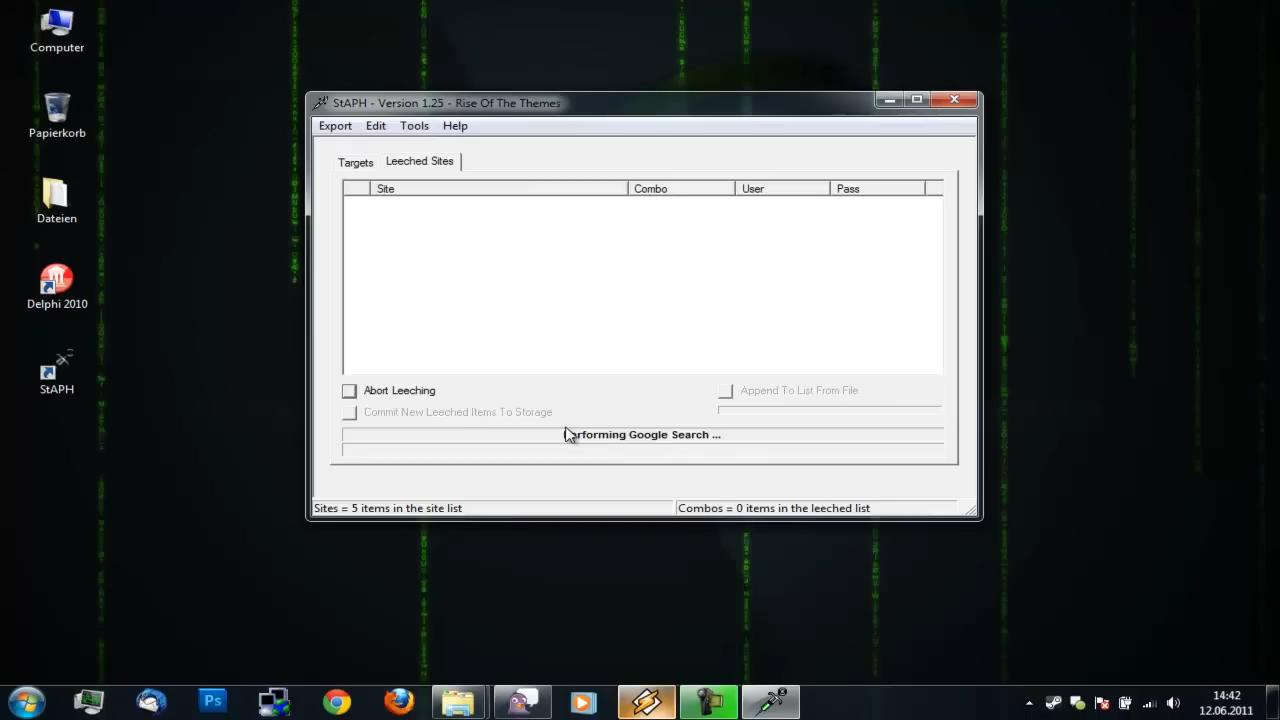 Computer
Papierkorb
Dateien
Delphi 2010
StAPH
StAPH - Version 1.25 - Rise Of The Themes
Export Edit Tools Help
Targets Leeched Sites
Site Combo User Pass
Abort Leeching Append To List From File
Commit New Leeched Items To Storage
erforming Google Search ...
Sites = 5 items in the site list Combos = 0 items in the leeched list
Ps
14:42
12.06.2011